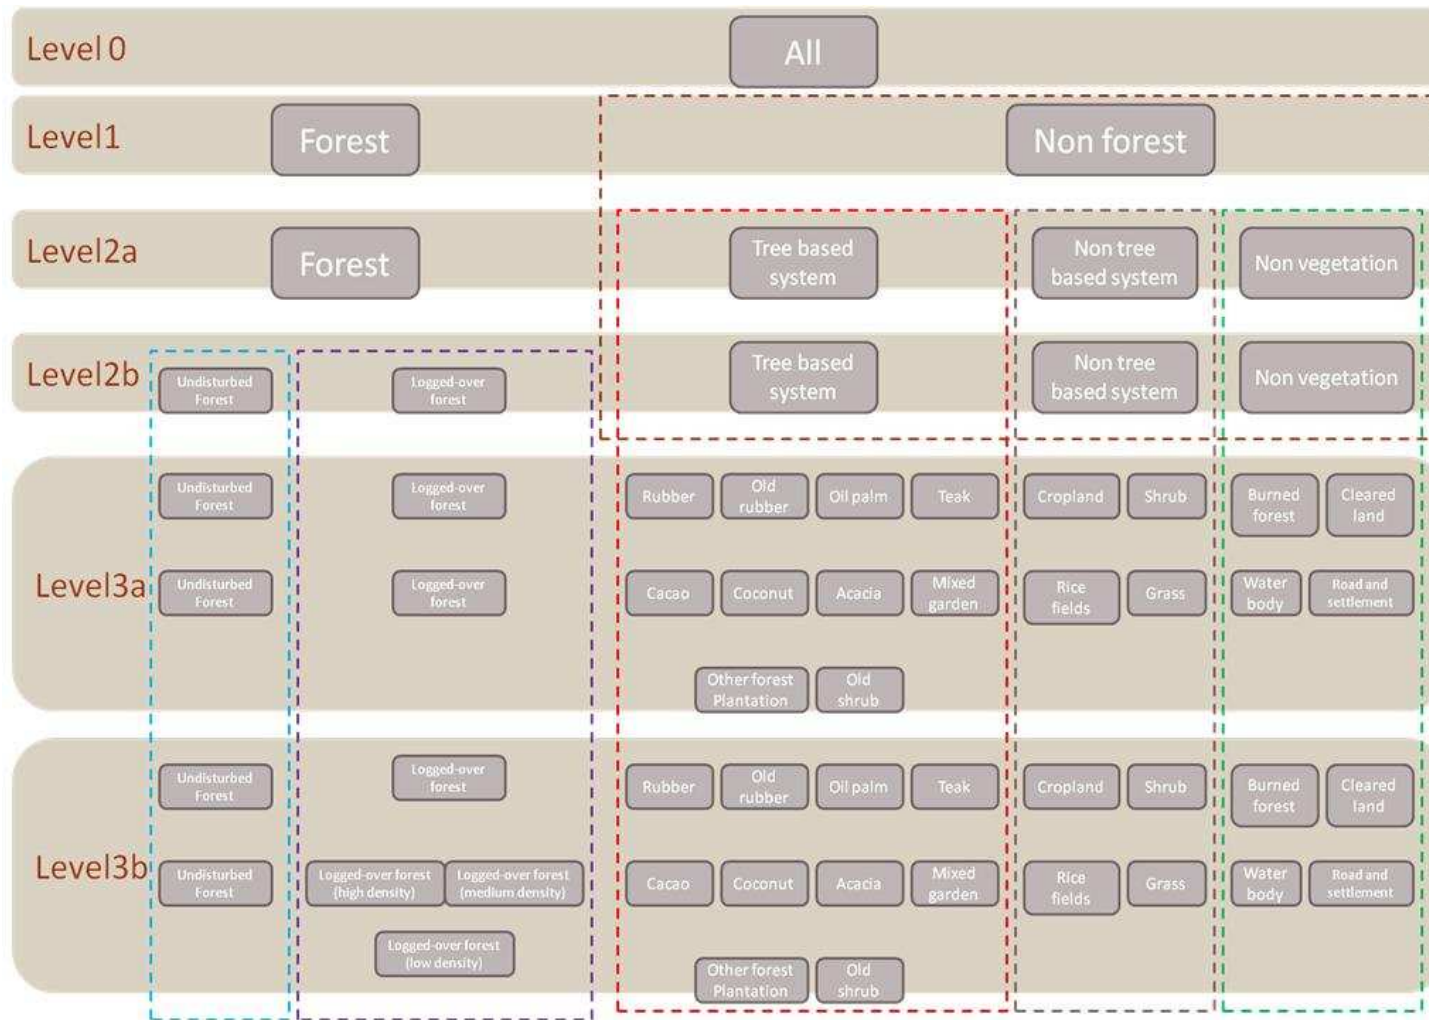 Level 0
All
Level1
Forest
Non forest
Level2a
Forest
Tree based
system
Non tree
based system
Non vegetation
Level2b
Undisturbed
Forest
Logged-over
forest
Tree based
system
Non tree
based system
Non vegetation
Level3a
Undisturbed
Forest
Logged-over
forest
Rubber
Old
rubber
Oil palm
Teak
Cropland
Shrub
Burned
forest
Cleared
land
Undisturbed
Forest
Logged-over
forest
Cacao
Coconut
Acacia
Mixed
garden
Rice
fields
Grass
Water
body
Road and
settlement
Other forest
Plantation
Old
shrub
Level3b
Undisturbed
Forest
Logged-over
forest
Rubber
Old
rubber
Oil palm
Teak
Cropland
Shrub
Burned
forest
Cleared
land
Undisturbed
Forest
Logged-over forest
(high density)
Logged-over forest
(medium density)
Cacao
Coconut
Acacia
Mixed
garden
Rice
fields
Grass
Water
body
Road and
settlement
Logged-over forest
(low density)
Other forest
Plantation
Old
shrub